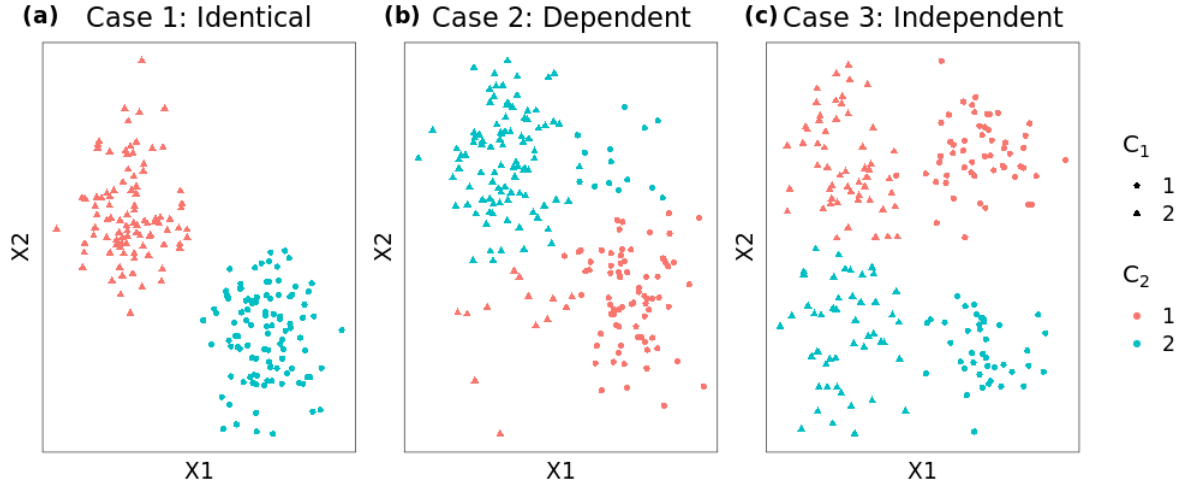 (a) Case 1: Identical
(b) Case 2: Dependent
(c) Case 3: Independent
X2
X1
X2
X1
X2
X1
C₁
1
2
C₂
1
2